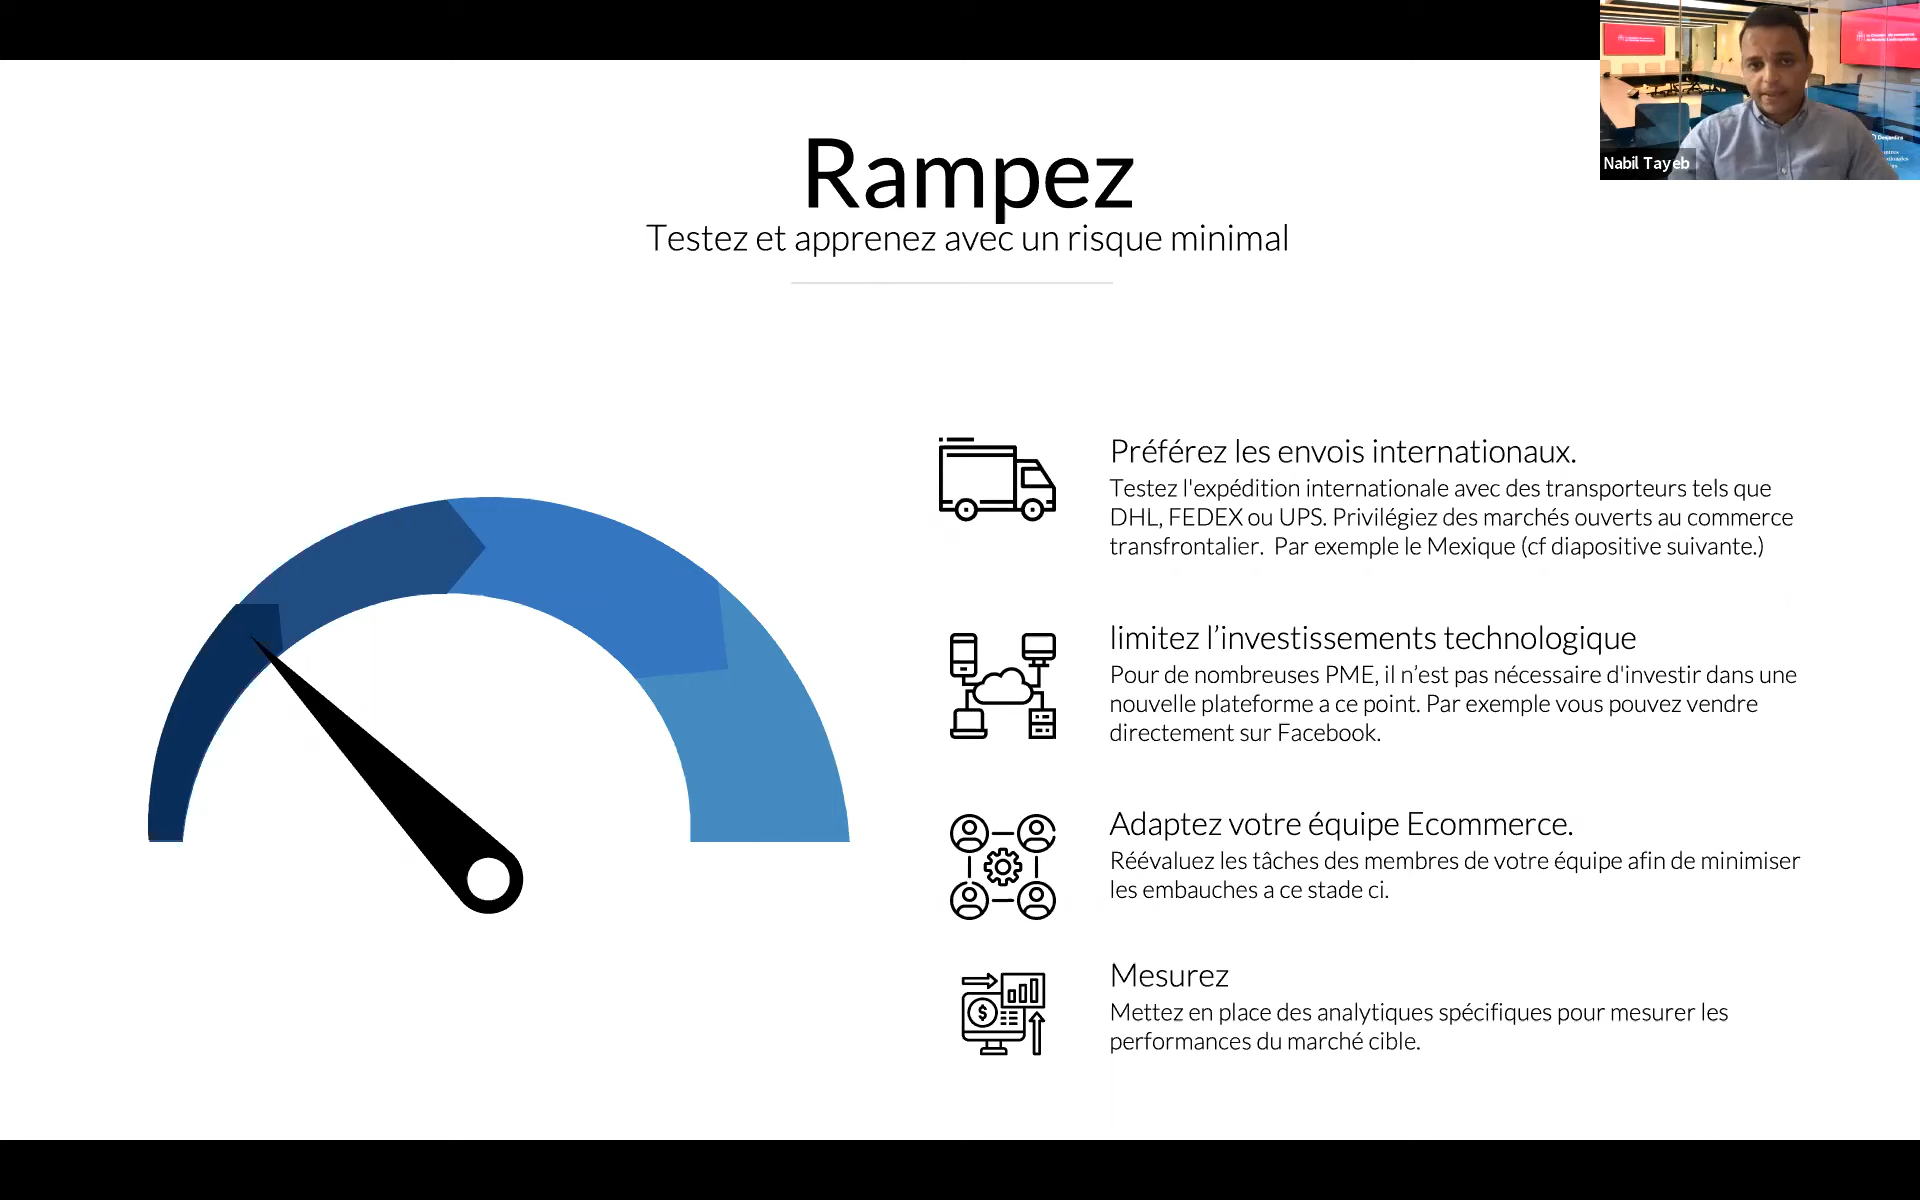 Rampez
Testez et apprenez avec un risque minimal
Nabil Tayeb
Préférez les envois internationaux.
Testez l'expédition internationale avec des transporteurs tels que
DHL, FEDEX ou UPS. Privilégiez des marchés ouverts au commerce
transfrontalier. Par exemple le Mexique (cf diapositive suivante.)
limitez l’investissements technologique
Pour de nombreuses PME, il n’est pas nécessaire d'investir dans une
nouvelle plateforme a ce point. Par exemple vous pouvez vendre
directement sur Facebook.
Adaptez votre équipe Ecommerce.
Réévaluez les tâches des membres de votre équipe afin de minimiser
les embauches a ce stade ci.
$
Mesurez
Mettez en place des analytiques spécifiques pour mesurer les
performances du marché cible.